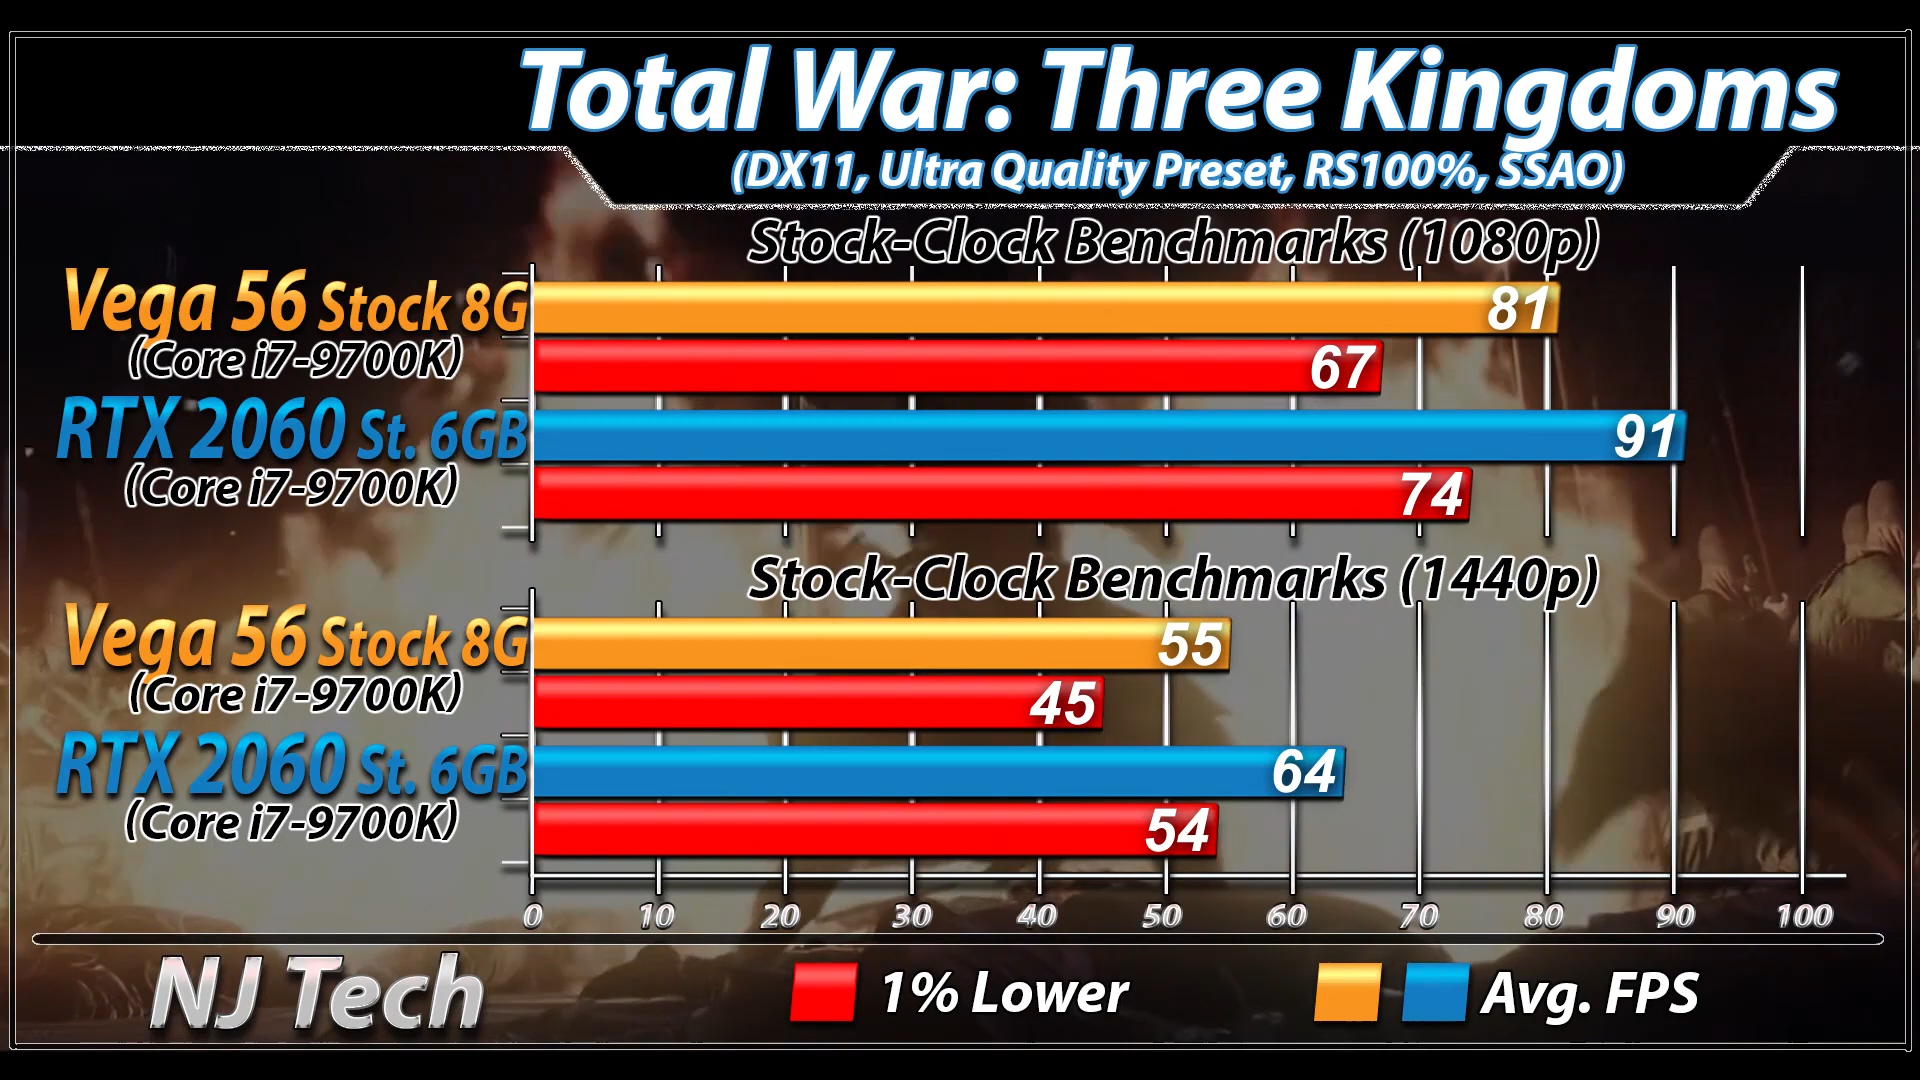 Total War: Three Kingdoms
(DX11, Ultra Quality Preset, RS100%, SSAO)
Stock-Clock Benchmarks (1080p)
Vega 56 Stock 8G
81
(Core i7-9700K)
67
RTX 2060 St. 6GB
91
(Core i7-9700K)
74
Stock-Clock Benchmarks (1440p)
Vega 56 Stock 8G
55
(Core i7-9700K)
45
RTX 2060 St. 6GB
64
(Core i7-9700K)
54
0 10 20 30 40 50 60 70 80 90 100
NJ Tech
1% Lower
Avg. FPS